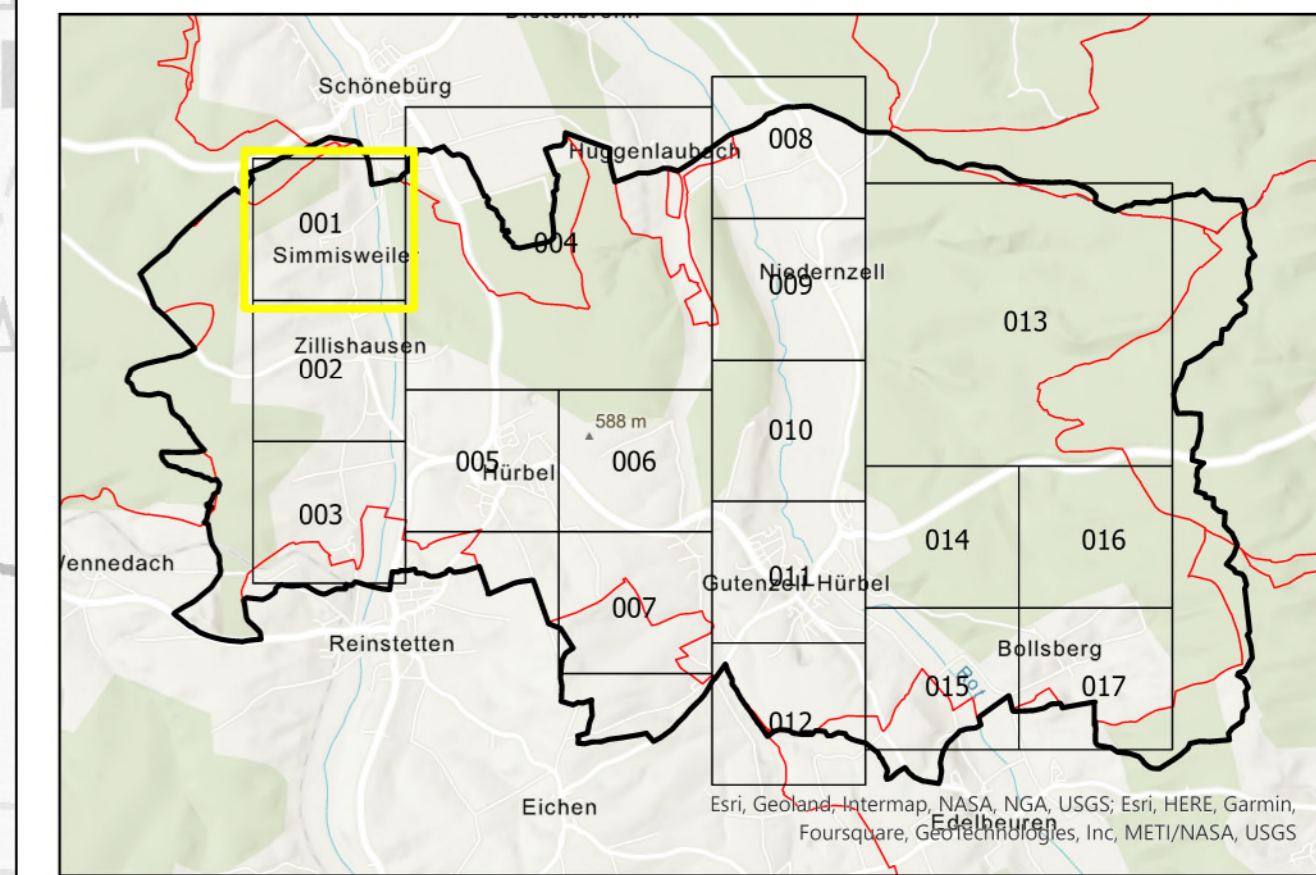 Schönebürg
008
Huggenlaubach
001
004
Simmisweiler
Niedernzell
009
013
Zillishausen
002
588 m
010
005
006
Hürbel
003
014
016
011
Gutenzell-Hürbel
007
Reinstetten
Bollsberg
015
017
012
Eichen
Esri, Geoland, Intermap, NASA, NGA, USGS; Esri, HERE, Garmin,
Edelbeuren
Foursquare, GeoTechnologies, Inc, METI/NASA, USGS